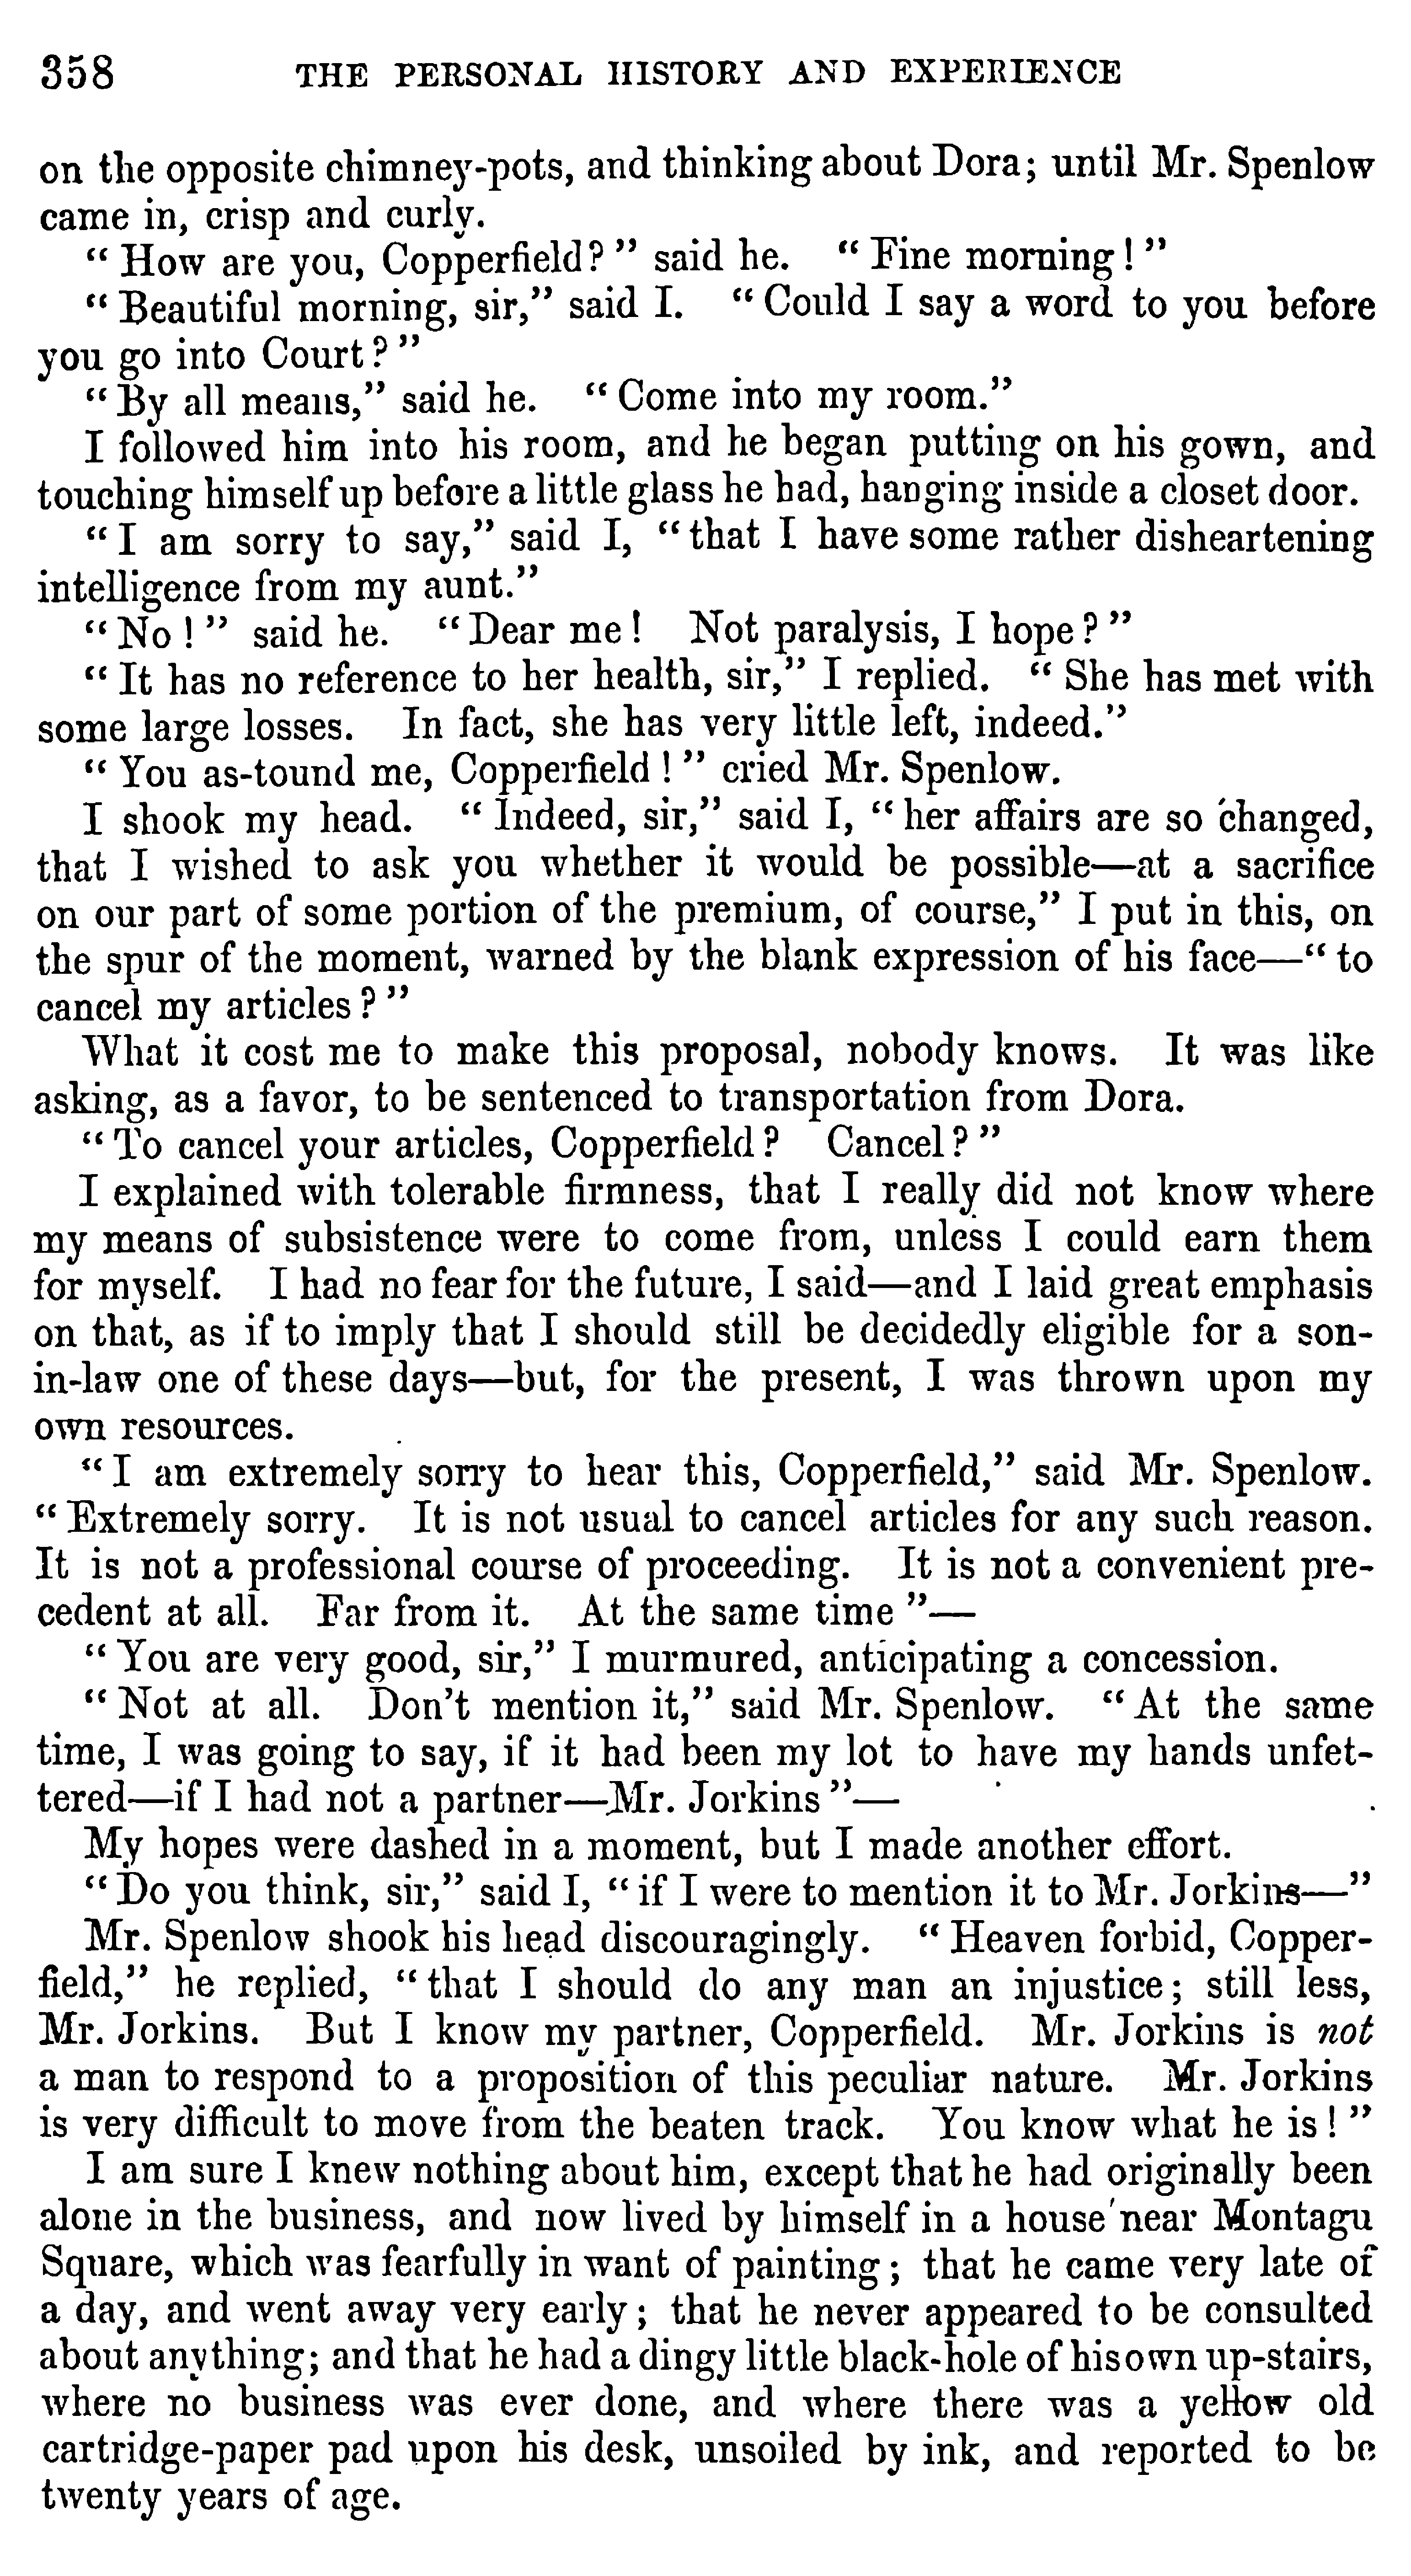 358 THE PERSONAL HISTORY AND EXPERIENCE
on the opposite chimney-pots, and thinking about Dora; until Mr. Spenlow
came in, crisp and curly.
“How are you, Copperfield?” said he. “Fine morning!”
“Beautiful morning, sir,” said I. “Could I say a word to you before
you go into Court?”
“By all means,” said he. “Come into my room.”
I followed him into his room, and he began putting on his gown, and
touching himself up before a little glass he had, hanging inside a closet door.
“I am sorry to say,” said I, “that I have some rather disheartening
intelligence from my aunt.”
“No!” said he. “Dear me! Not paralysis, I hope?”
“It has no reference to her health, sir,” I replied. “She has met with
some large losses. In fact, she has very little left, indeed.”
“You as-tound me, Copperfield!” cried Mr. Spenlow.
I shook my head. “Indeed, sir,” said I, “her affairs are so changed,
that I wished to ask you whether it would be possible—at a sacrifice
on our part of some portion of the premium, of course,” I put in this, on
the spur of the moment, warned by the blank expression of his face—“to
cancel my articles?”
What it cost me to make this proposal, nobody knows. It was like
asking, as a favor, to be sentenced to transportation from Dora.
“To cancel your articles, Copperfield? Cancel?”
I explained with tolerable firmness, that I really did not know where
my means of subsistence were to come from, unless I could earn them
for myself. I had no fear for the future, I said—and I laid great emphasis
on that, as if to imply that I should still be decidedly eligible for a son-
in-law one of these days—but, for the present, I was thrown upon my
own resources.
“I am extremely sorry to hear this, Copperfield,” said Mr. Spenlow.
“Extremely sorry. It is not usual to cancel articles for any such reason.
It is not a professional course of proceeding. It is not a convenient pre-
cedent at all. Far from it. At the same time”—
“You are very good, sir,” I murmured, anticipating a concession.
“Not at all. Don't mention it,” said Mr. Spenlow. “At the same
time, I was going to say, if it had been my lot to have my hands unfet-
tered—if I had not a partner—Mr. Jorkins”—
My hopes were dashed in a moment, but I made another effort.
“Do you think, sir,” said I, “if I were to mention it to Mr. Jorkins—”
Mr. Spenlow shook his head discouragingly. “Heaven forbid, Copper-
field,” he replied, “that I should do any man an injustice; still less,
Mr. Jorkins. But I know my partner, Copperfield. Mr. Jorkins is not
a man to respond to a proposition of this peculiar nature. Mr. Jorkins
is very difficult to move from the beaten track. You know what he is!”
I am sure I knew nothing about him, except that he had originally been
alone in the business, and now lived by himself in a house near Montagu
Square, which was fearfully in want of painting; that he came very late of
a day, and went away very early; that he never appeared to be consulted
about anything; and that he had a dingy little black-hole of his own up-stairs,
where no business was ever done, and where there was a yellow old
cartridge-paper pad upon his desk, unsoiled by ink, and reported to be
twenty years of age.